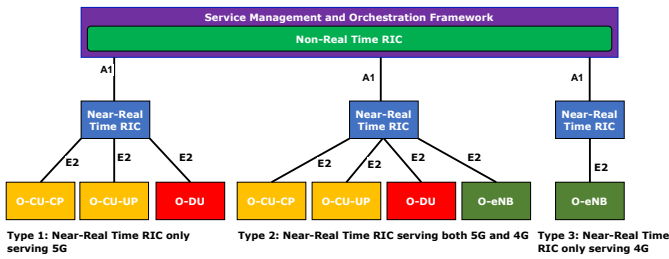 Service Management and Orchestration Framework
Non-Real Time RIC
A1
A1
A1
Near-Real
Time RIC
Near-Real
Time RIC
Near-Real
Time RIC
E2
E2
E2
E2
E2
E2
E2
E2
O-CU-CP
O-CU-UP
O-DU
O-CU-CP
O-CU-UP
O-DU
O-eNB
O-eNB
Type 1: Near-Real Time RIC only
serving 5G
Type 2: Near-Real Time RIC serving both 5G and 4G
Type 3: Near-Real Time
RIC only serving 4G